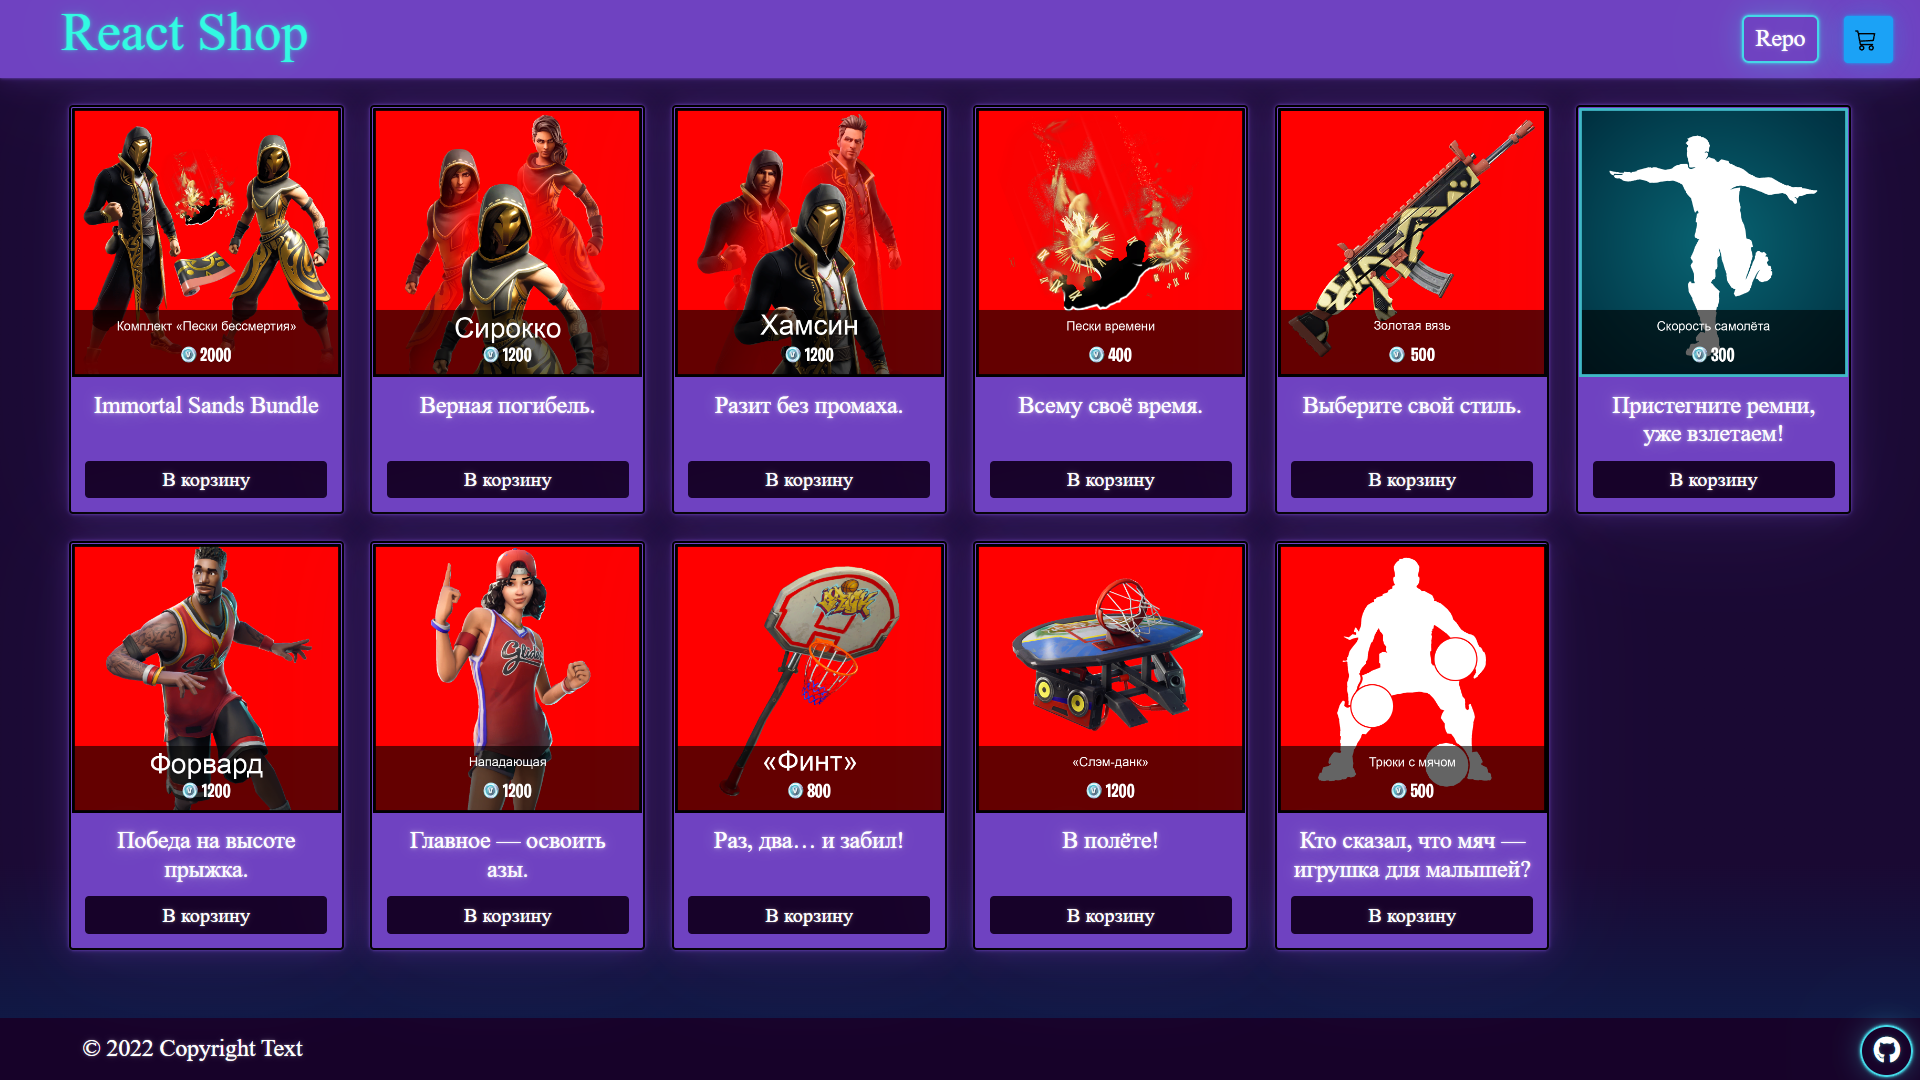 React Shop
Repo
Комплект «Пески бессмертия»
2000
Immortal Sands Bundle
В корзину
Сирокко
1200
Верная погибель.
В корзину
Хамсин
1200
Разит без промаха.
В корзину
Пески времени
400
Всему своё время.
В корзину
Золотая вязь
500
Выберите свой стиль.
В корзину
Скорость самолёта
300
Пристегните ремни,
уже взлетаем!
В корзину
Форвард
1200
Победа на высоте
прыжка.
В корзину
Нападающая
1200
Главное — освоить
азы.
В корзину
«Финт»
800
Раз, два… и забил!
В корзину
«Слэм-данк»
1200
В полёте!
В корзину
Трюки с мячом
500
Кто сказал, что мяч —
игрушка для малышей?
В корзину
© 2022 Copyright Text